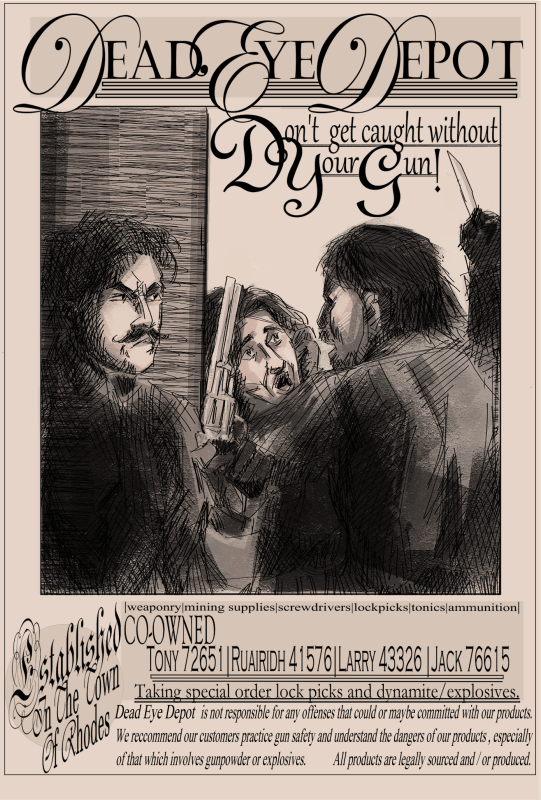 Dead Eye Depot
Don't get caught without
Your Gun!
|weaponry|mining supplies|screwdrivers|lockpicks|tonics|ammunition|
Established
In The Town
Of Rhodes
CO-OWNED
Tony 72651|Ruairidh 41576|Larry 43326|Jack 76615
Taking special order lock picks and dynamite/explosives.
Dead Eye Depot is not responsible for any offenses that could or maybe committed with our products.
We reccommend our customers practice gun safety and understand the dangers of our products, especially
of that which involves gunpowder or explosives. All products are legally sourced and / or produced.